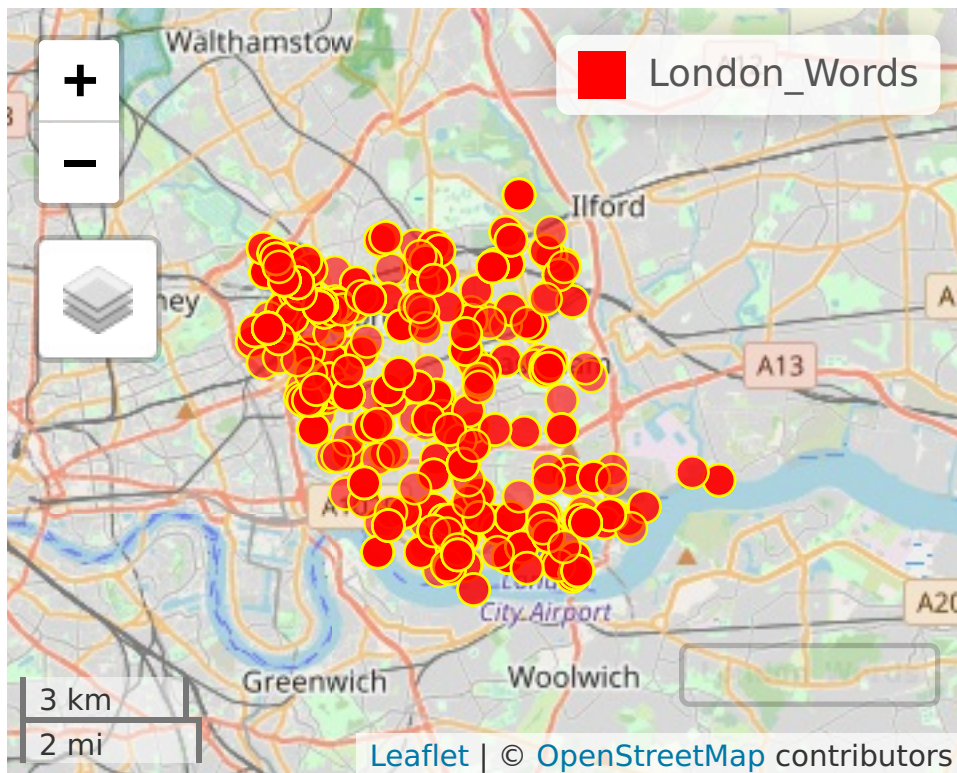 Walthamstow
+
London_Words
−
Ilford
A13
City Airport
Greenwich
Woolwich
3 km
2 mi
Leaflet | © OpenStreetMap contributors